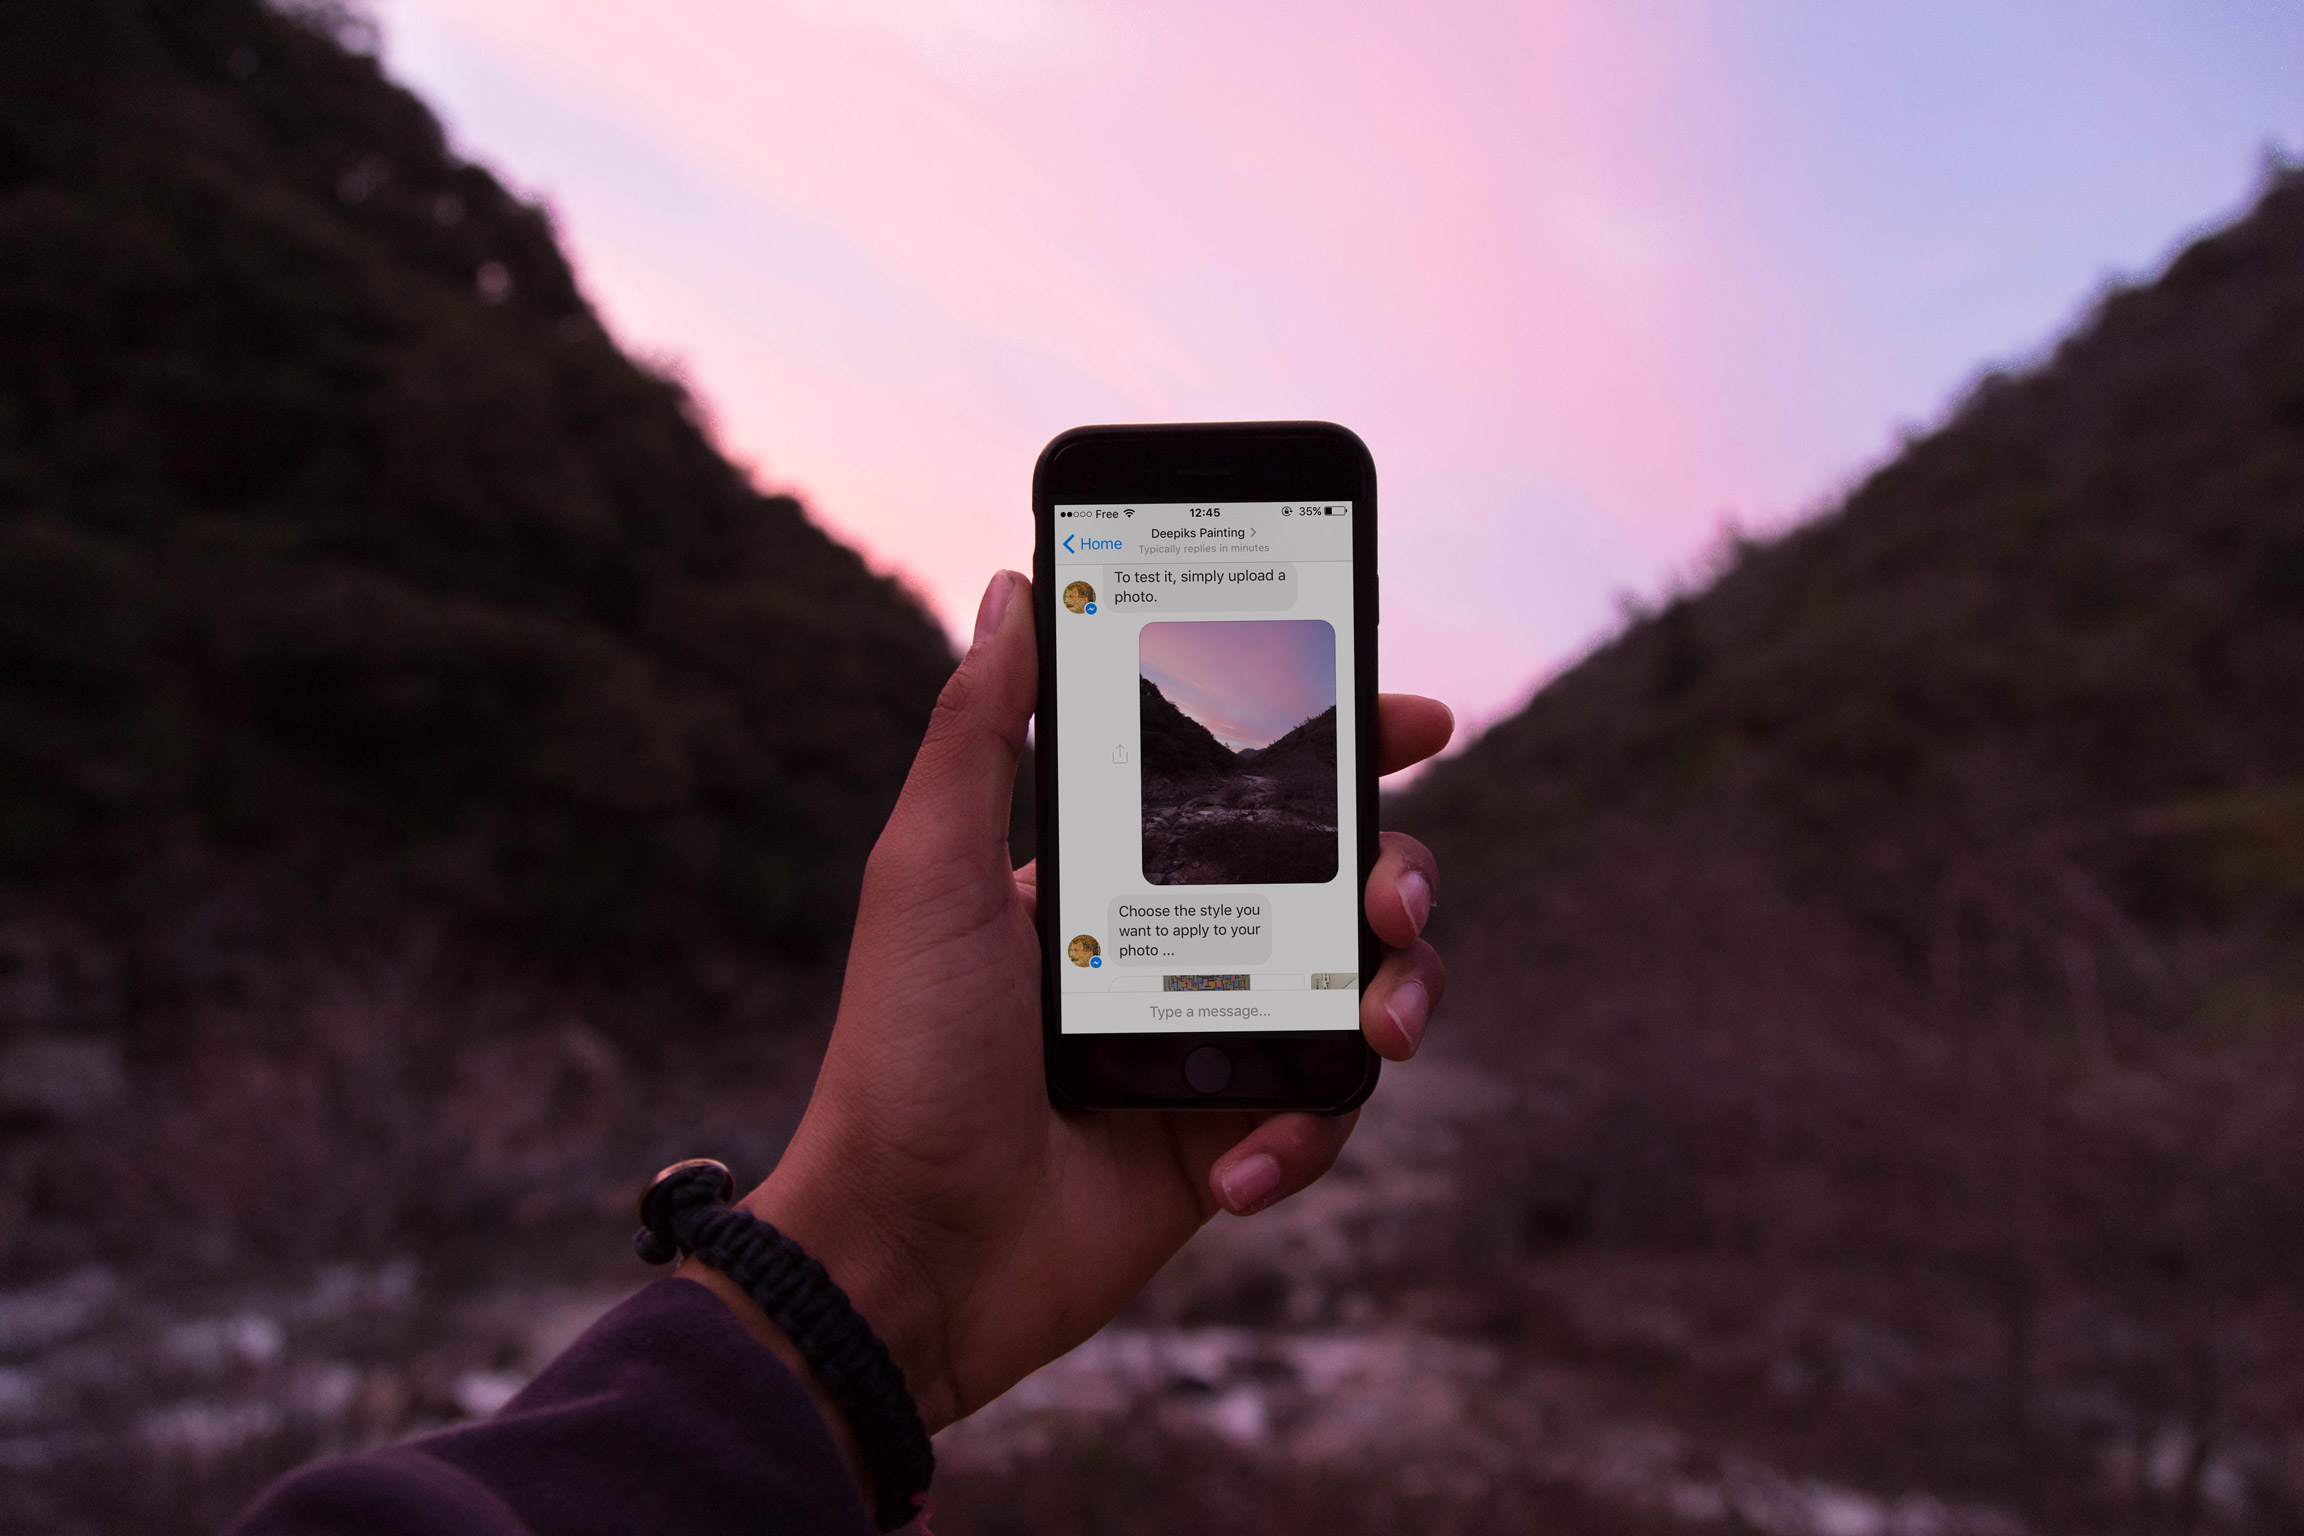 Free 12:45 35%
Home
Deepiks Painting
Typically replies in minutes
To test it, simply upload a
photo.
Choose the style you
want to apply to your
photo ...
Type a message...